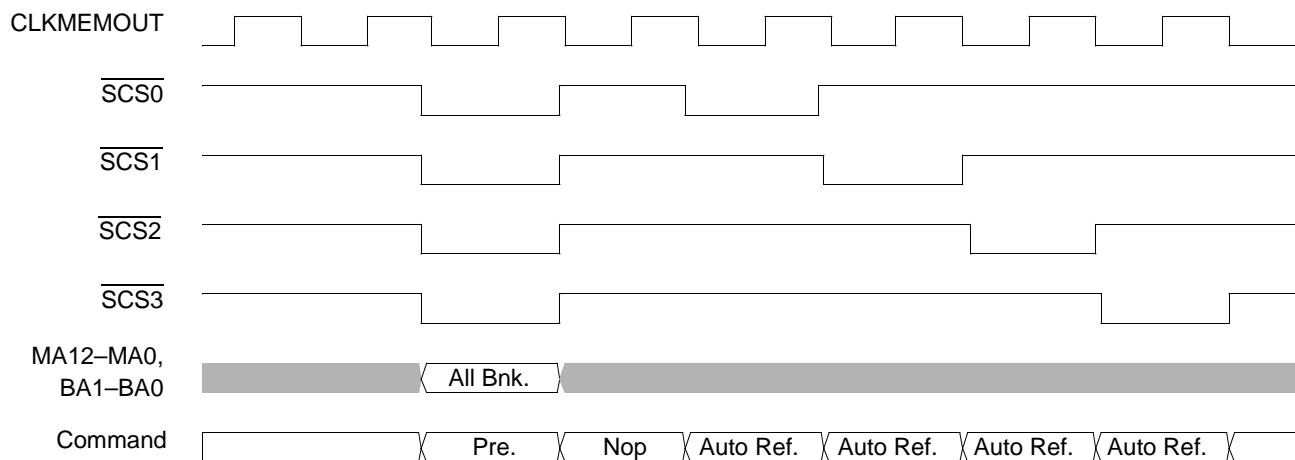 CLKMEMOUT
SCS0
SCS1
SCS2
SCS3
MA12–MA0,
BA1–BA0
All Bnk.
Command
Pre.
Nop
Auto Ref.
Auto Ref.
Auto Ref.
Auto Ref.